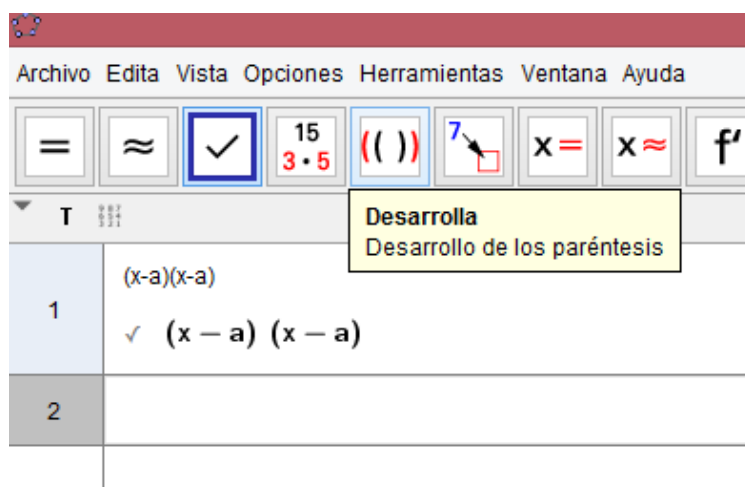 Archivo Edita Vista Opciones Herramientas Ventana Ayuda
= ≈ ✓ 15 (( )) 7 x= x≈ f'
3·5
T
Desarrolla
Desarrollo de los paréntesis
(x-a)(x-a)
1
✓ (x – a) (x – a)
2